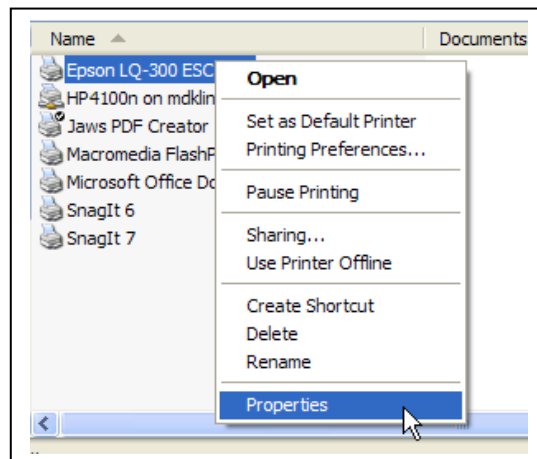 Name Documents
Epson LQ-300 ESC
HP4100n on mdklin
Jaws PDF Creator
Macromedia FlashP
Microsoft Office Do
SnagIt 6
SnagIt 7
Open
Set as Default Printer
Printing Preferences...
Pause Printing
Sharing...
Use Printer Offline
Create Shortcut
Delete
Rename
Properties